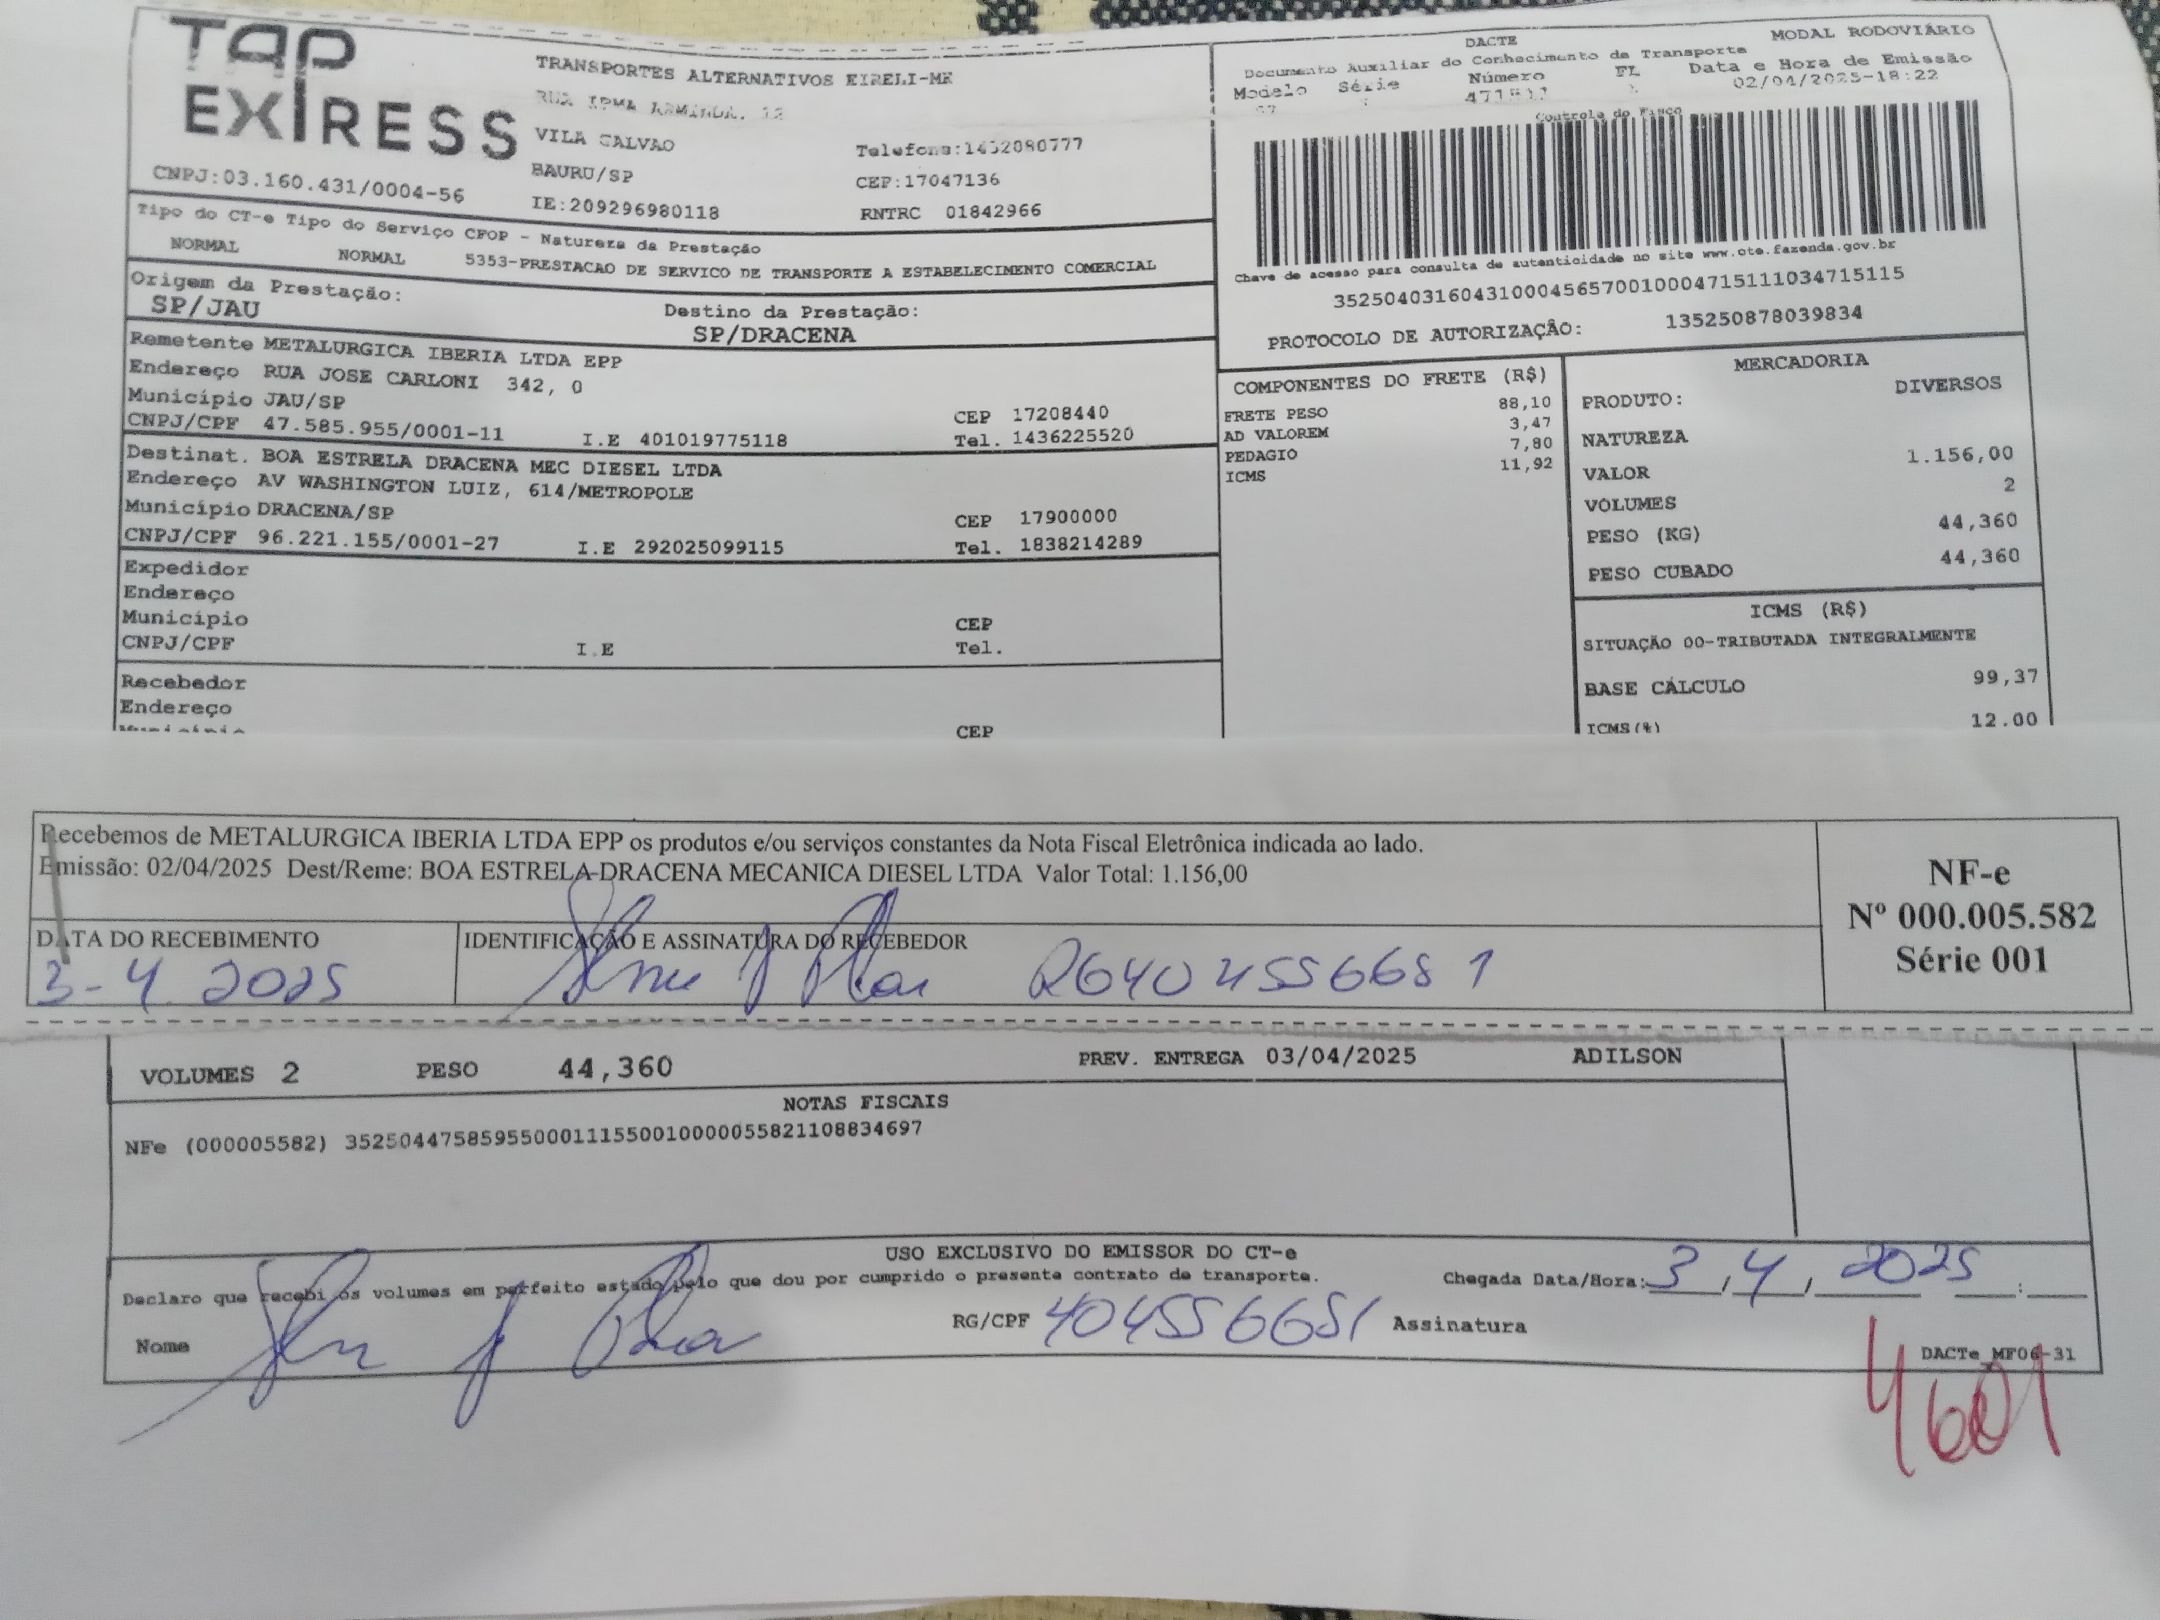 TAP
EXPRESS
CNPJ:03.160.431/0004-56
TRANSPORTES ALTERNATIVOS EIRELI-ME
RUA IRMA ARMINDA, 12
VILA GALVAO
BAURU/SP
IE:209296980118
Telefone:1432080777
CEP:17047136
RNTRC 01842966
DACTE
MODAL RODOVIÁRIO
Documento Auxiliar do Conhecimento de Transporte
Modelo Série Número FL Data e Hora de Emissão
02/04/2025-18:22
Controle do Fisco
Chave de acesso para consulta de autenticidade no site www.cte.fazenda.gov.br
35250403160431000456570010004715111034715115
PROTOCOLO DE AUTORIZAÇÃO: 135250878039834
Tipo do CT-e Tipo do Serviço CFOP - Natureza da Prestação
NORMAL NORMAL 5353-PRESTACAO DE SERVICO DE TRANSPORTE A ESTABELECIMENTO COMERCIAL
Origem da Prestação: Destino da Prestação:
SP/JAU SP/DRACENA
Remetente METALURGICA IBERIA LTDA EPP
Endereço RUA JOSE CARLONI 342, 0
Município JAU/SP CEP 17208440
CNPJ/CPF 47.585.955/0001-11 I.E 401019775118 Tel. 1436225520
Destinat. BOA ESTRELA DRACENA MEC DIESEL LTDA
Endereço AV WASHINGTON LUIZ, 614/METROPOLE
Município DRACENA/SP CEP 17900000
CNPJ/CPF 96.221.155/0001-27 I.E 292025099115 Tel. 1838214289
Expedidor
Endereço
Município CEP
CNPJ/CPF I.E Tel.
Recebedor
Endereço
Município CEP
COMPONENTES DO FRETE (R$)
FRETE PESO 88,10
AD VALOREM 3,47
PEDAGIO 7,80
ICMS 11,92
MERCADORIA
PRODUTO: DIVERSOS
NATUREZA
VALOR 1.156,00
VOLUMES 2
PESO (KG) 44,360
PESO CUBADO 44,360
ICMS (R$)
SITUAÇÃO 00-TRIBUTADA INTEGRALMENTE
BASE CÁLCULO 99,37
ICMS(%) 12.00
Recebemos de METALURGICA IBERIA LTDA EPP os produtos e/ou serviços constantes da Nota Fiscal Eletrônica indicada ao lado.
Emissão: 02/04/2025 Dest/Reme: BOA ESTRELA DRACENA MECANICA DIESEL LTDA Valor Total: 1.156,00
DATA DO RECEBIMENTO IDENTIFICAÇÃO E ASSINATURA DO RECEBEDOR
3-4 2025 RG404556681
NF-e
Nº 000.005.582
Série 001
VOLUMES 2 PESO 44,360 PREV. ENTREGA 03/04/2025 ADILSON
NOTAS FISCAIS
NFe (000005582) 35250447585955000111550010000055821108834697
USO EXCLUSIVO DO EMISSOR DO CT-e
Declaro que recebi os volumes em perfeito estado pelo que dou por cumprido o presente contrato de transporte. Chegada Data/Hora: 3, 4, 2025 :
Nome RG/CPF 404556681 Assinatura
DACTe_MF06-31
4601